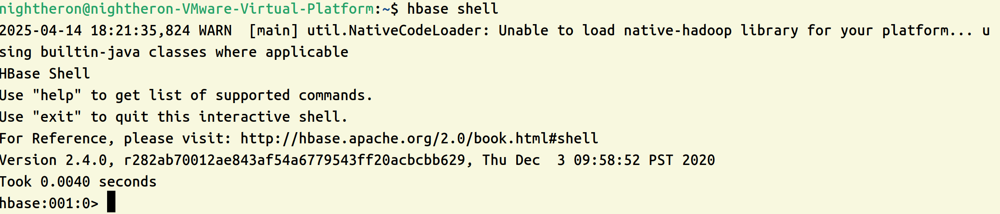 nightheron@nightheron-VMware-Virtual-Platform:~$ hbase shell
2025-04-14 18:21:35,824 WARN  [main] util.NativeCodeLoader: Unable to load native-hadoop library for your platform... u
sing builtin-java classes where applicable
HBase Shell
Use "help" to get list of supported commands.
Use "exit" to quit this interactive shell.
For Reference, please visit: http://hbase.apache.org/2.0/book.html#shell
Version 2.4.0, r282ab70012ae843af54a6779543ff20acbcbb629, Thu Dec  3 09:58:52 PST 2020
Took 0.0040 seconds
hbase:001:0>